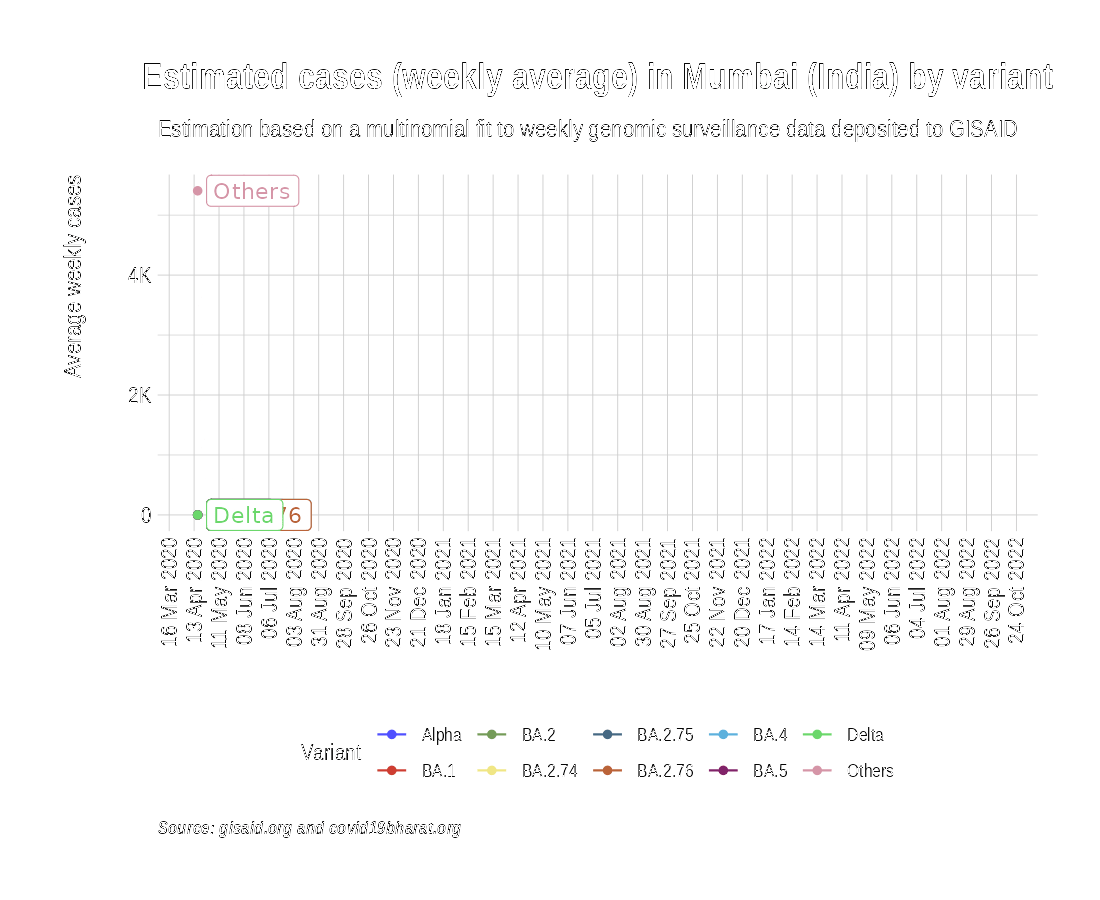 Estimated cases (weekly average) in Mumbai (India) by variant
Estimation based on a multinomial fit to weekly genomic surveillance data deposited to GISAID
Average weekly cases
Others
4K
2K
0
Delta
76
16 Mar 2020
13 Apr 2020
11 May 2020
08 Jun 2020
06 Jul 2020
03 Aug 2020
31 Aug 2020
28 Sep 2020
26 Oct 2020
23 Nov 2020
21 Dec 2020
18 Jan 2021
15 Feb 2021
15 Mar 2021
12 Apr 2021
10 May 2021
07 Jun 2021
05 Jul 2021
02 Aug 2021
30 Aug 2021
27 Sep 2021
25 Oct 2021
22 Nov 2021
20 Dec 2021
17 Jan 2022
14 Feb 2022
14 Mar 2022
11 Apr 2022
09 May 2022
06 Jun 2022
04 Jul 2022
01 Aug 2022
29 Aug 2022
26 Sep 2022
24 Oct 2022
Variant
Alpha BA.2 BA.2.75 BA.4 Delta
BA.1 BA.2.74 BA.2.76 BA.5 Others
Source: gisaid.org and covid19bharat.org